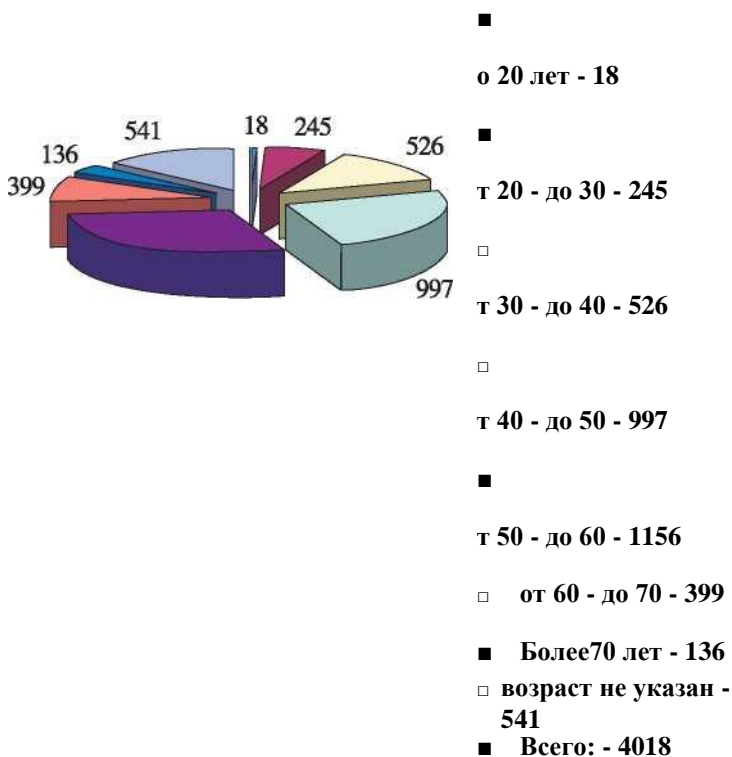 541
18
245
526
136
399
997
■
о 20 лет - 18
■
т 20 - до 30 - 245
□
т 30 - до 40 - 526
□
т 40 - до 50 - 997
■
т 50 - до 60 - 1156
□ от 60 - до 70 - 399
■ Более70 лет - 136
□ возраст не указан -
541
■ Всего: - 4018